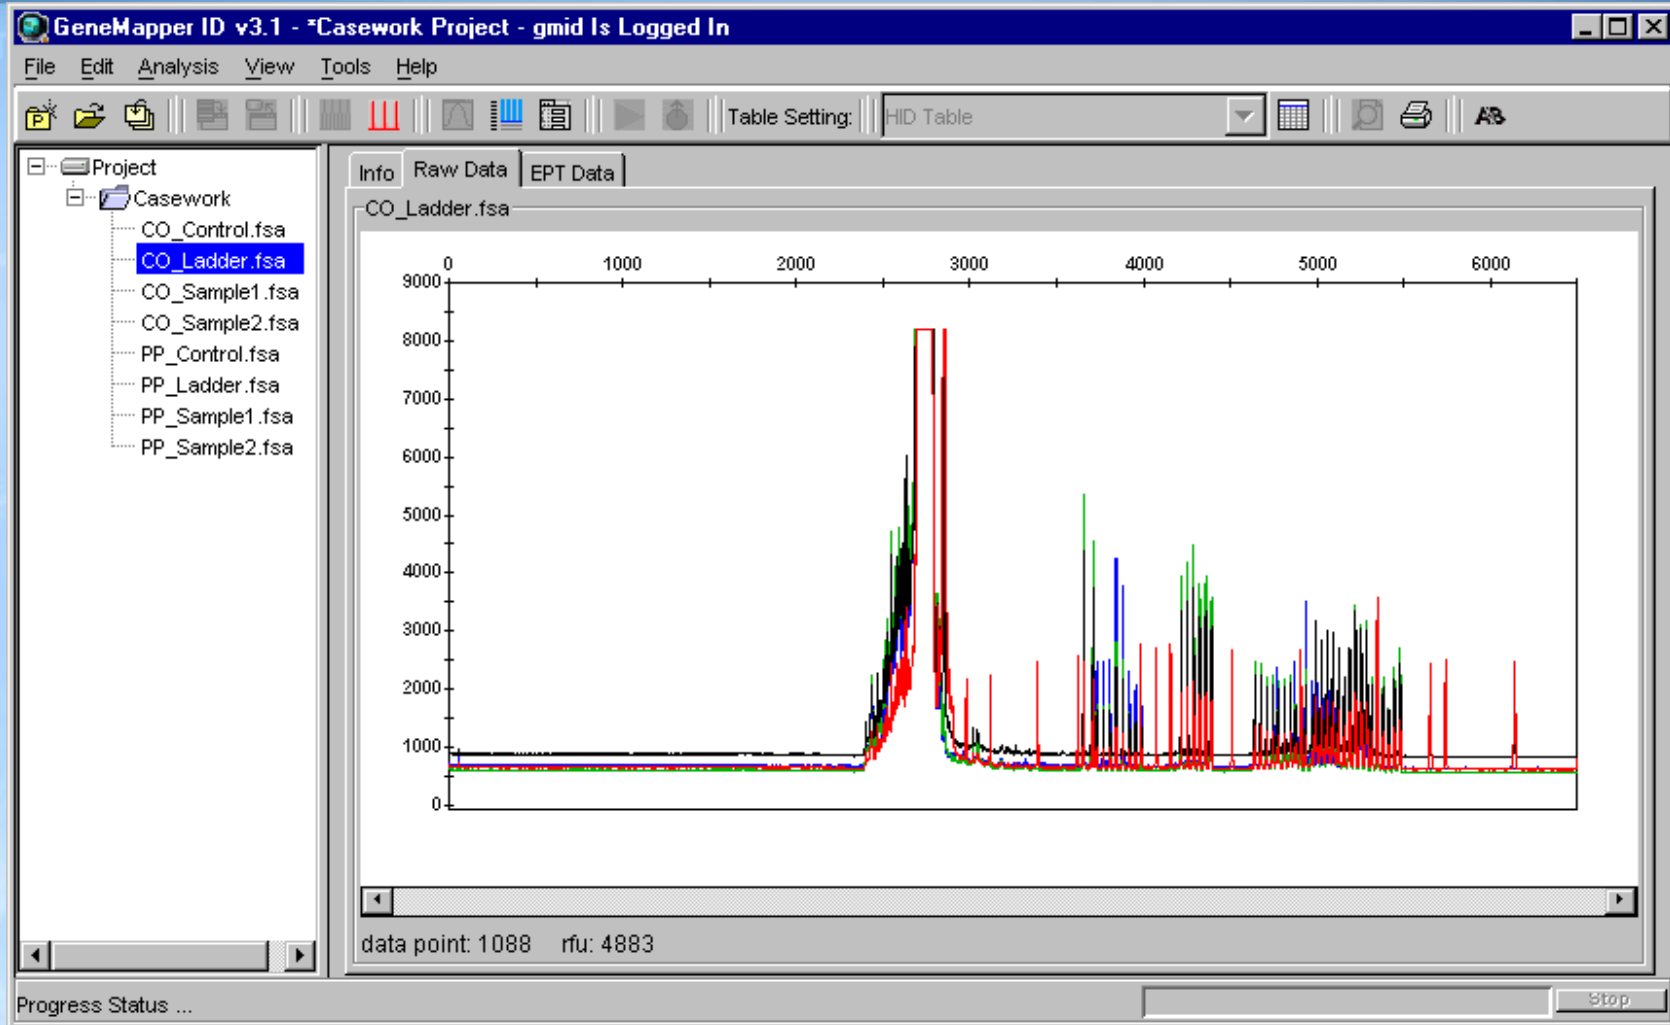 GeneMapper ID v3.1 - *Casework Project - gmid Is Logged In
File Edit Analysis View Tools Help
Table Setting: HID Table
Project
Casework
CO_Control.fsa
CO_Ladder.fsa
CO_Sample1.fsa
CO_Sample2.fsa
PP_Control.fsa
PP_Ladder.fsa
PP_Sample1.fsa
PP_Sample2.fsa
Info Raw Data EPT Data
CO_Ladder.fsa
0 1000 2000 3000 4000 5000 6000
9000
8000
7000
6000
5000
4000
3000
2000
1000
0
data point: 1088 rfu: 4883
Progress Status ...
Stop